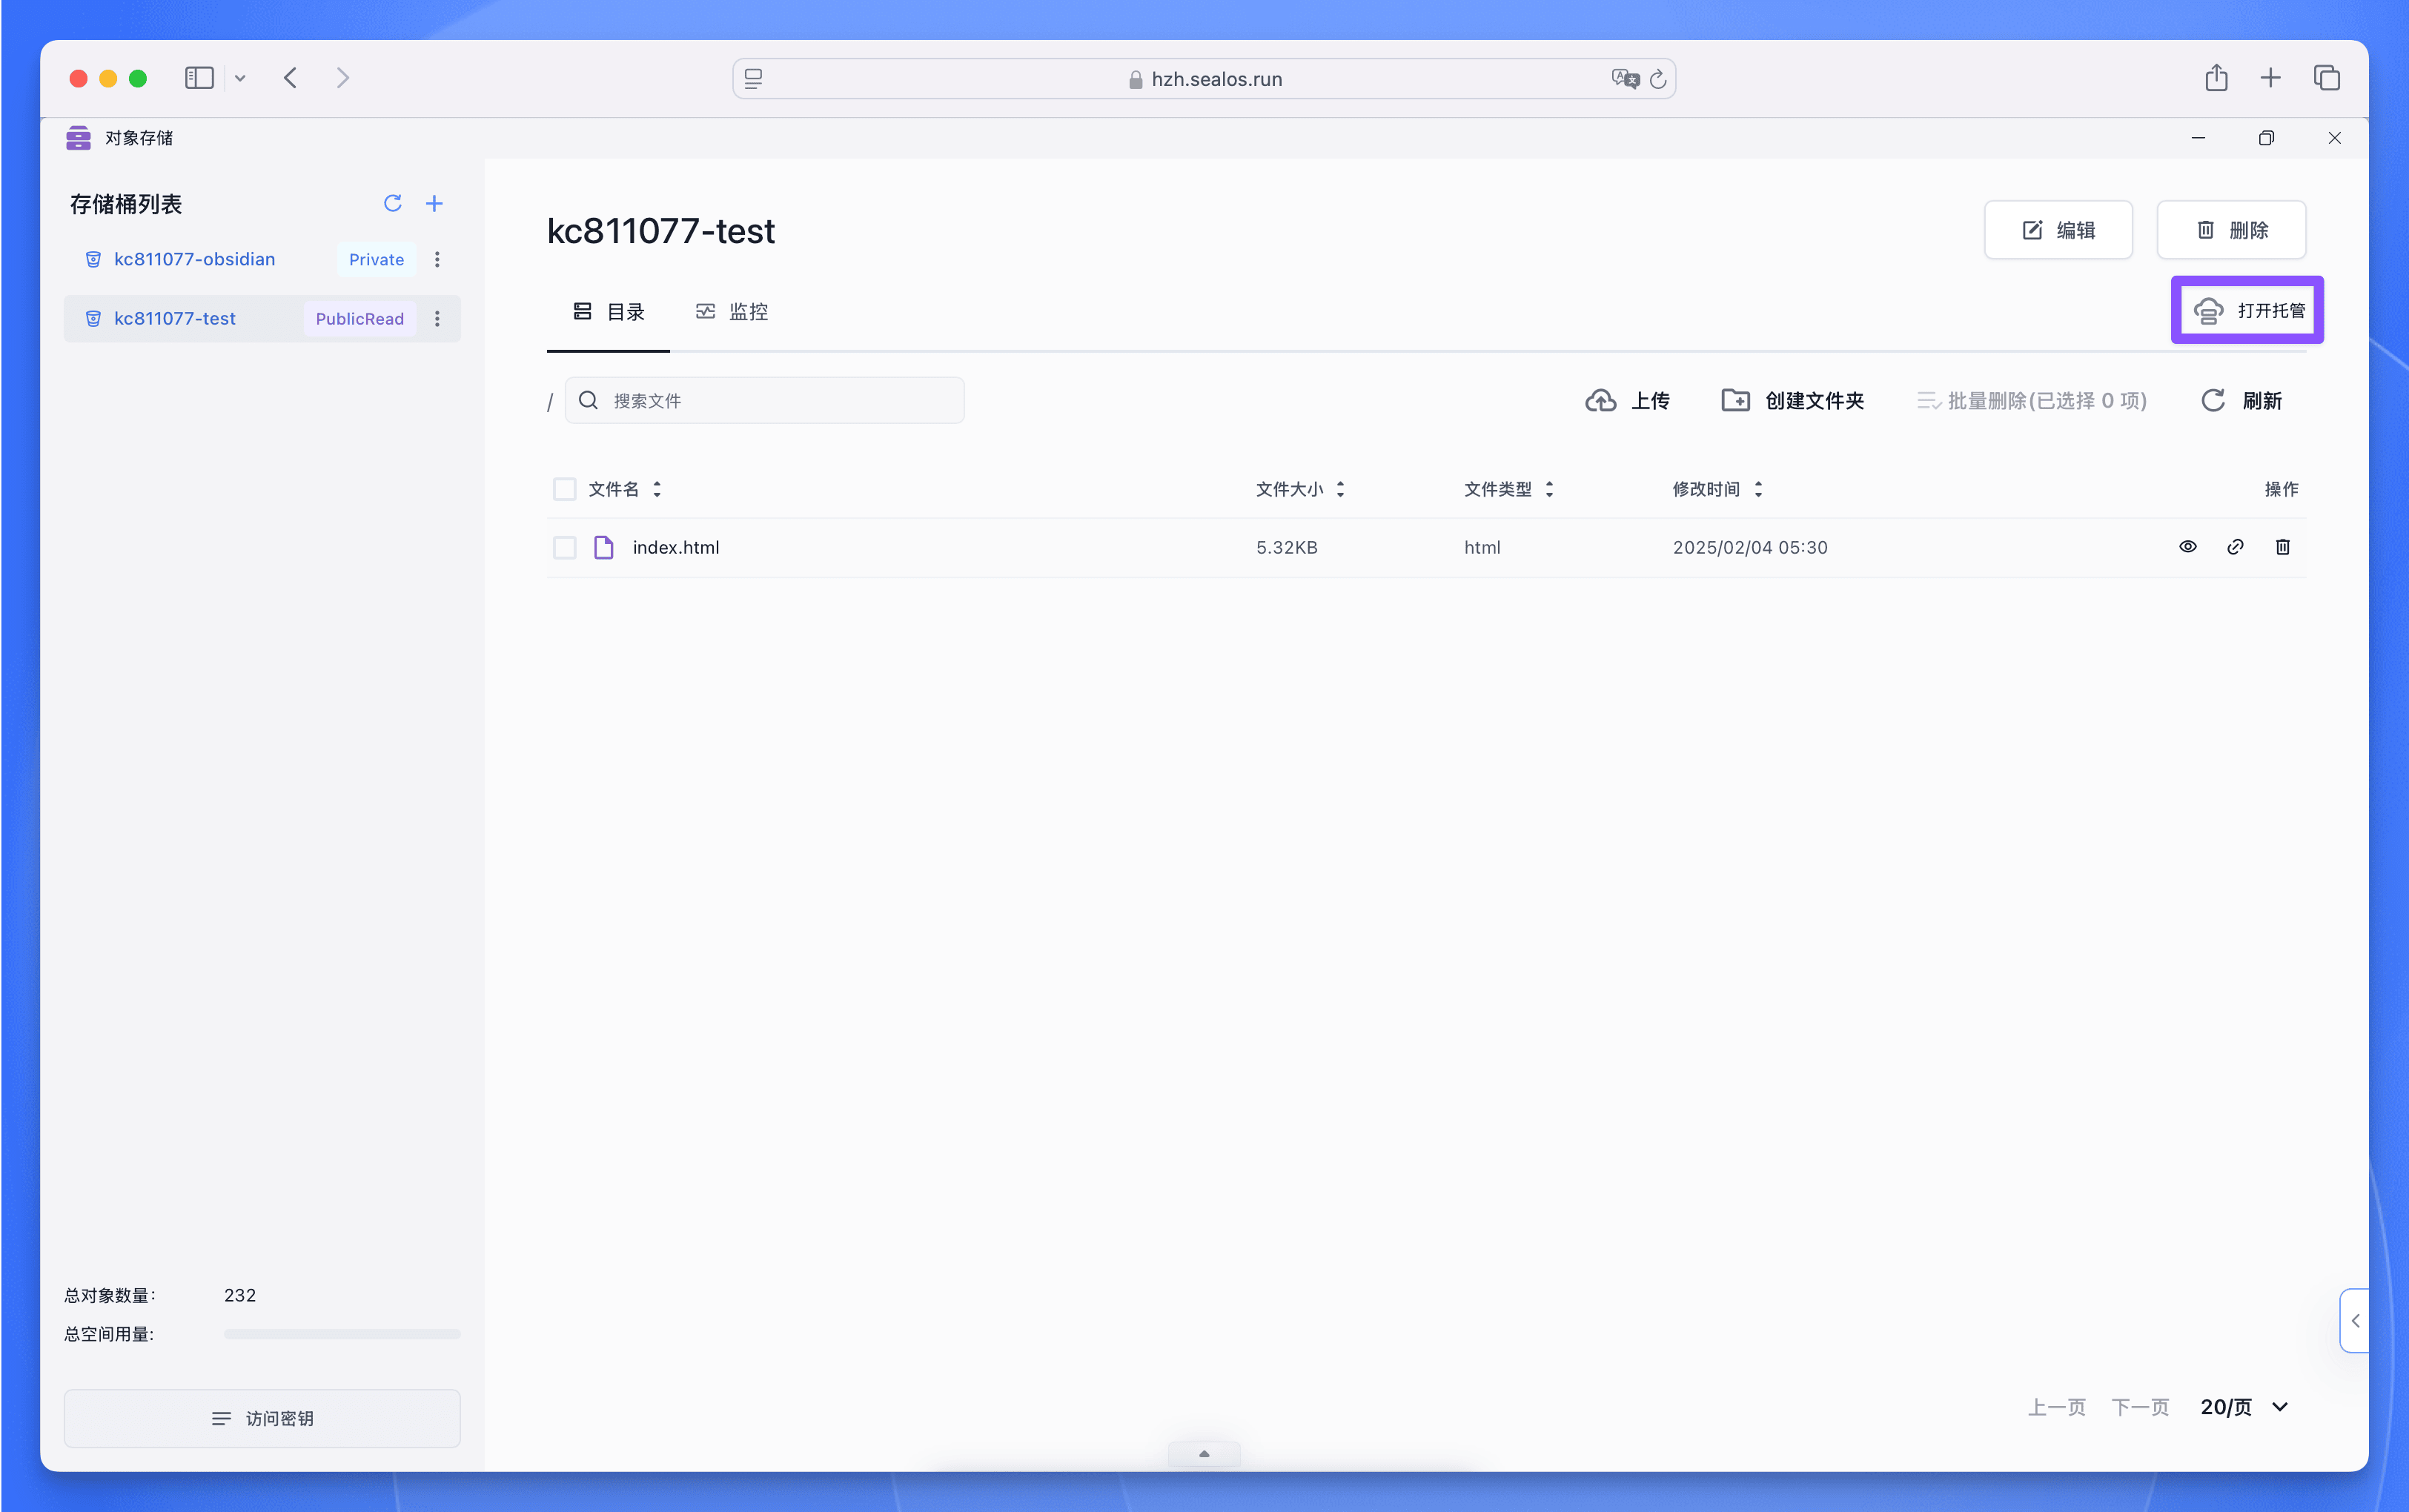 hzh.sealos.run
对象存储
存储桶列表
kc811077-obsidian Private
kc811077-test PublicRead
总对象数量: 232
总空间用量:
访问密钥
kc811077-test
编辑 删除
目录 监控 打开托管
/ 搜索文件 上传 创建文件夹 批量删除(已选择 0 项) 刷新
文件名 文件大小 文件类型 修改时间 操作
index.html 5.32KB html 2025/02/04 05:30
上一页 下一页 20/页